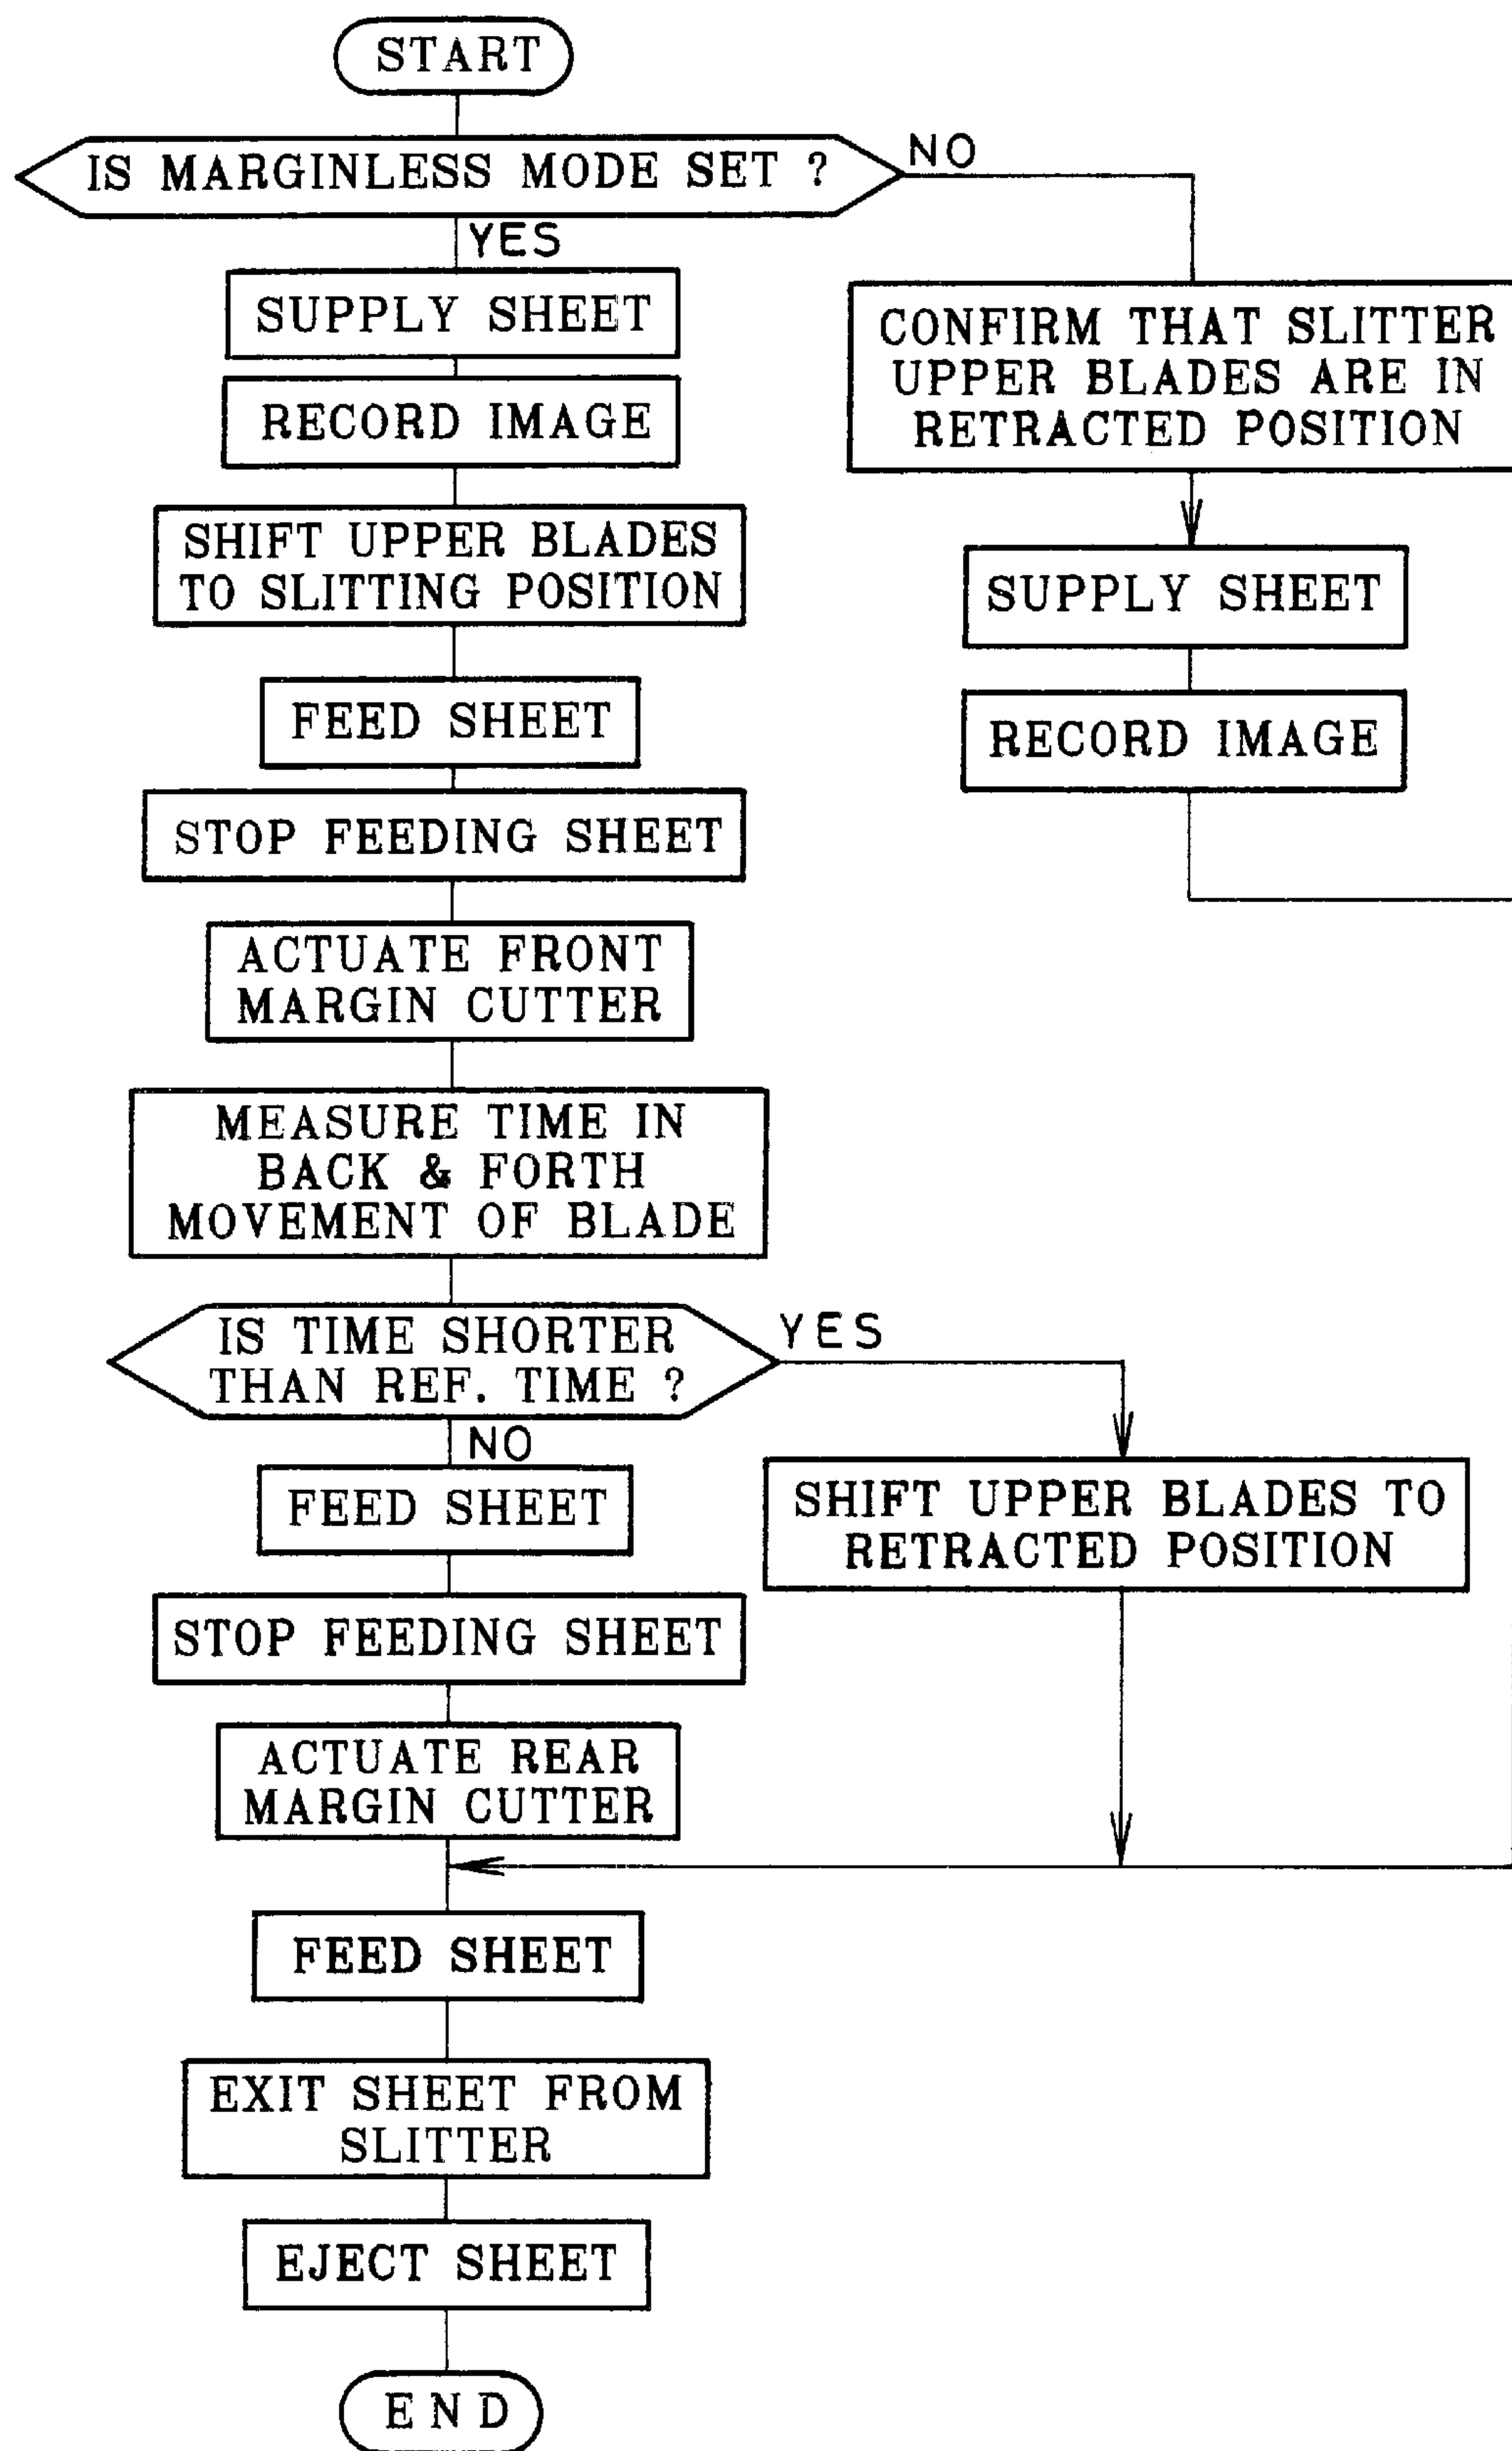 START
IS MARGINLESS MODE SET ?
NO
YES
SUPPLY SHEET
RECORD IMAGE
SHIFT UPPER BLADES
TO SLITTING POSITION
FEED SHEET
STOP FEEDING SHEET
ACTUATE FRONT
MARGIN CUTTER
MEASURE TIME IN
BACK & FORTH
MOVEMENT OF BLADE
IS TIME SHORTER
THAN REF. TIME ?
YES
NO
FEED SHEET
STOP FEEDING SHEET
ACTUATE REAR
MARGIN CUTTER
CONFIRM THAT SLITTER
UPPER BLADES ARE IN
RETRACTED POSITION
SUPPLY SHEET
RECORD IMAGE
SHIFT UPPER BLADES TO
RETRACTED POSITION
FEED SHEET
EXIT SHEET FROM
SLITTER
EJECT SHEET
END